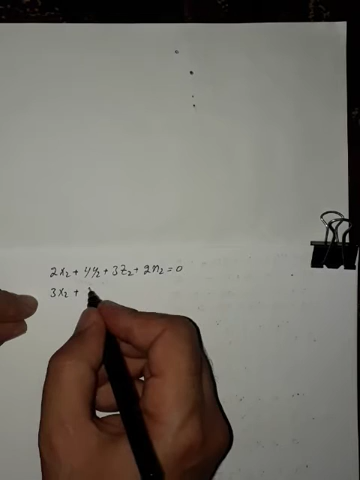 2x₂ + 4y₂ + 3z₂ + 2n₂ = 0
3x₂ +